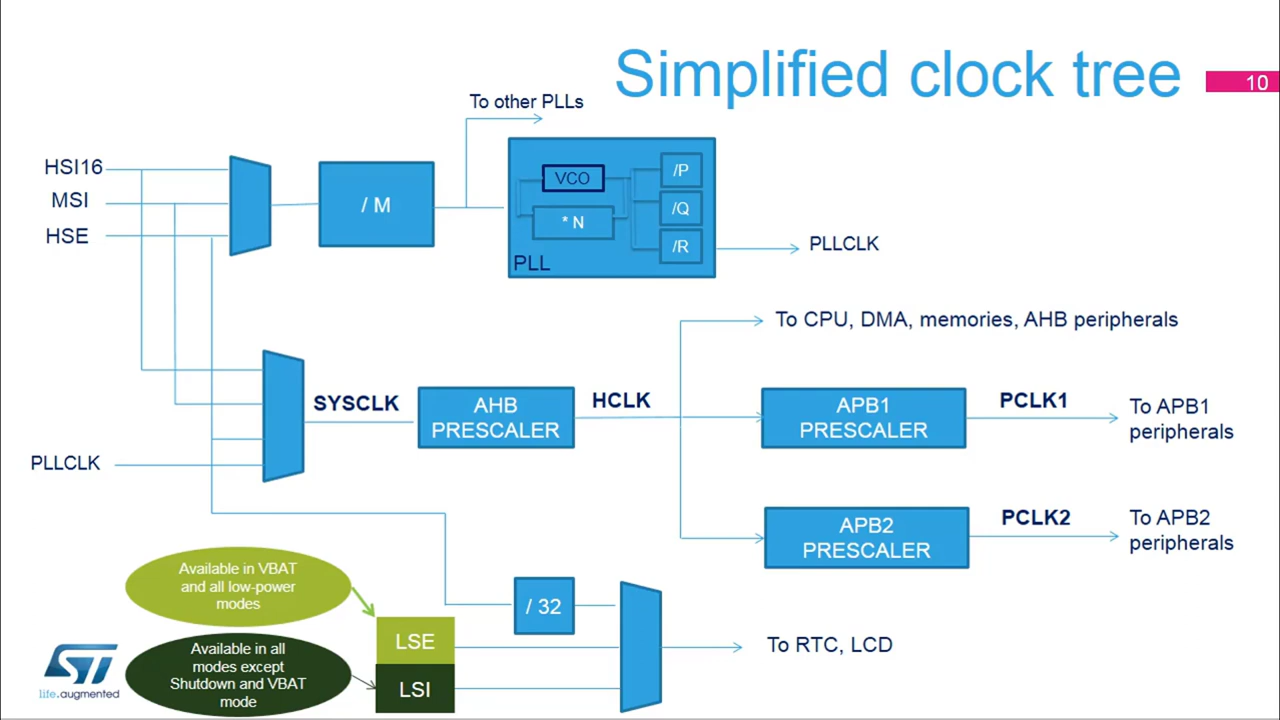 Simplified clock tree
10
To other PLLs
HSI16
MSI
HSE
/ M
VCO
* N
/P
/Q
/R
PLL
PLLCLK
To CPU, DMA, memories, AHB peripherals
SYSCLK
AHB
PRESCALER
HCLK
APB1
PRESCALER
PCLK1
To APB1
peripherals
PLLCLK
APB2
PRESCALER
PCLK2
To APB2
peripherals
Available in VBAT
and all low-power
modes
/ 32
LSE
To RTC, LCD
Available in all
modes except
Shutdown and VBAT
mode
LSI
ST
life.augmented